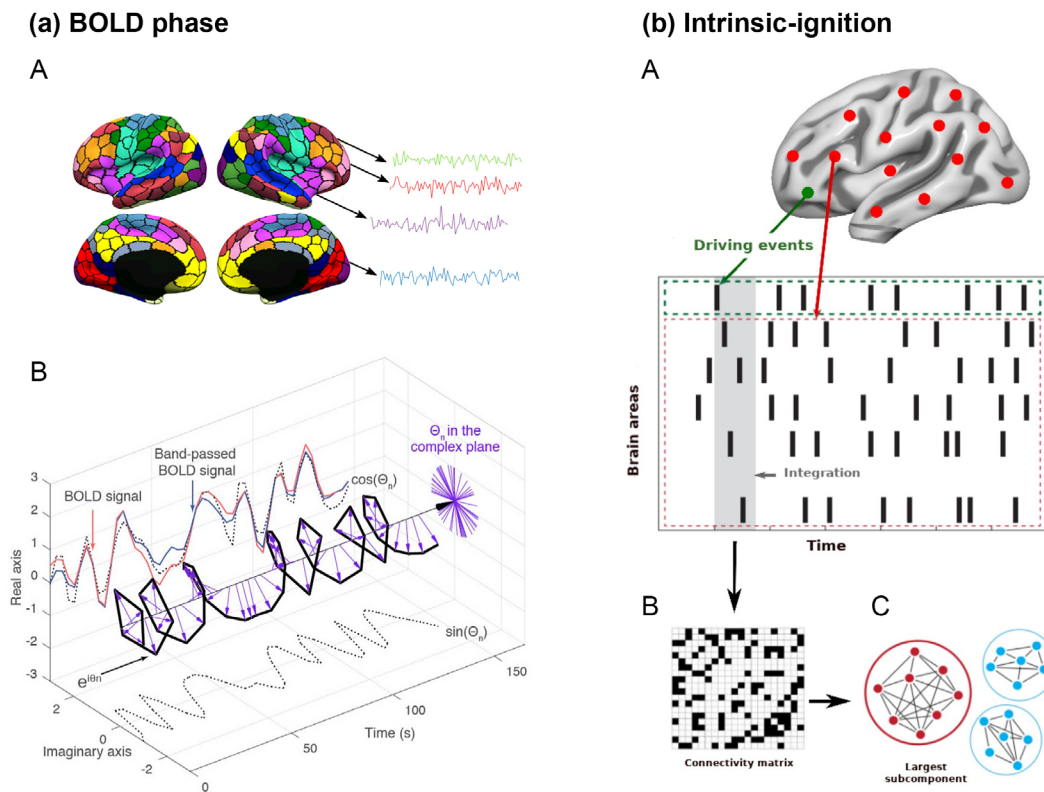 (a) BOLD phase
A
B
Θn in the
complex plane
Band-passed
BOLD signal
BOLD signal
cos(Θn)
3
2
1
0
-1
-2
-3
Real axis
sin(Θn)
e^iθn
2
0
-2
Imaginary axis
0
50
100
150
Time (s)
(b) Intrinsic-ignition
A
Driving events
Brain areas
Integration
Time
B
C
Connectivity matrix
Largest
subcomponent